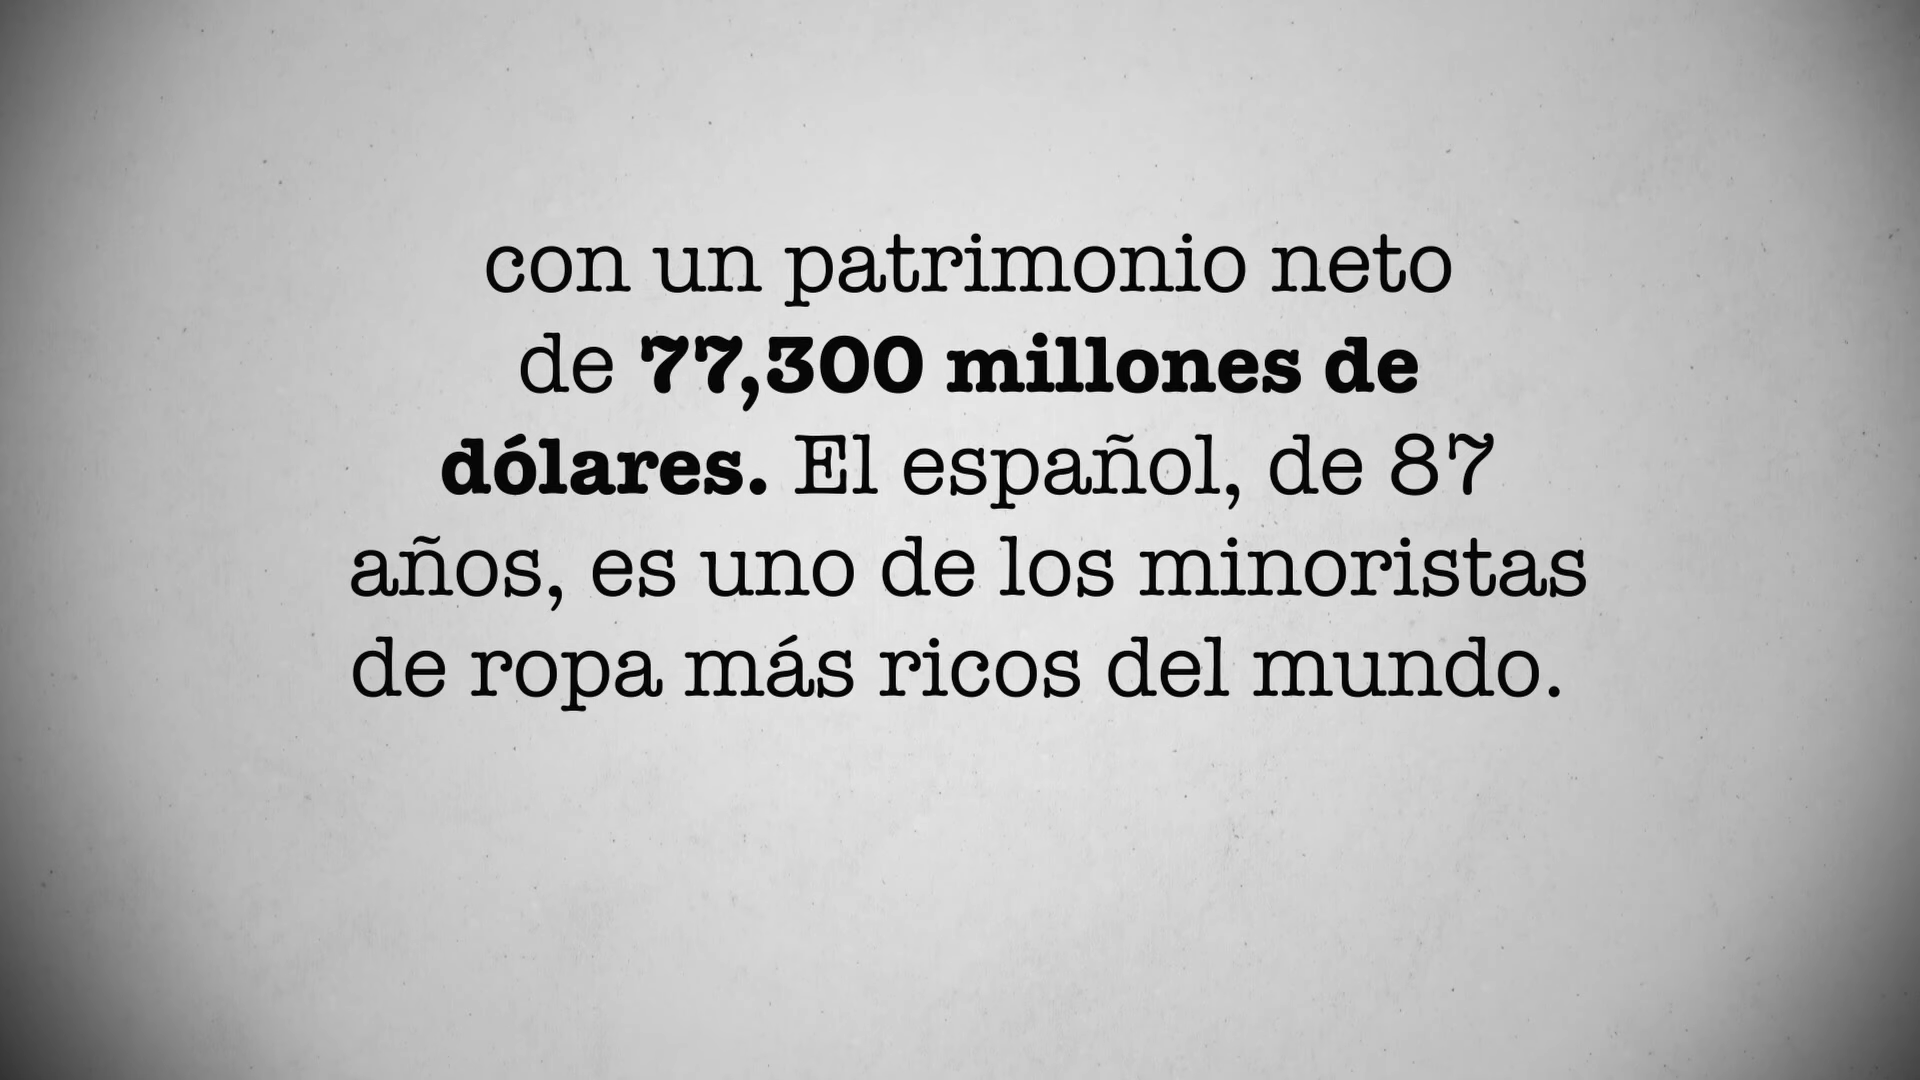 con un patrimonio neto
de 77,300 millones de
dólares. El español, de 87
años, es uno de los minoristas
de ropa más ricos del mundo.